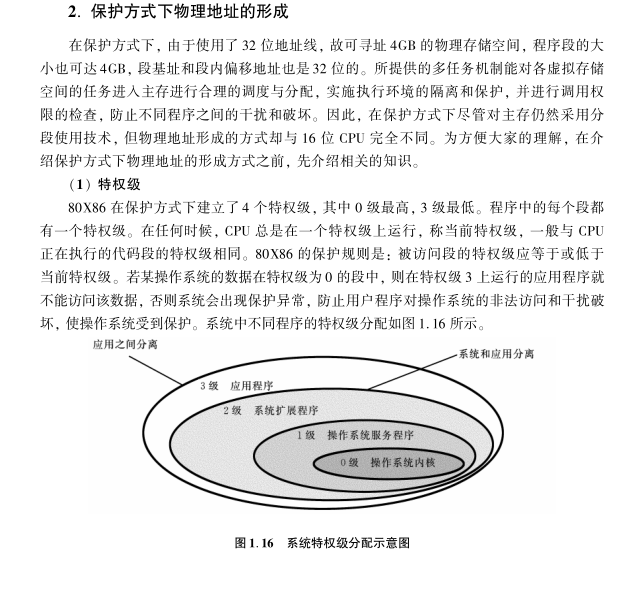 2. 保护方式下物理地址的形成
在保护方式下，由于使用了 32 位地址线，故可寻址 4GB 的物理存储空间，程序段的大
小也可达 4GB，段基址和段内偏移地址也是 32 位的。所提供的多任务机制能对各虚拟存储
空间的任务进入主存进行合理的调度与分配，实施执行环境的隔离和保护，并进行调用权
限的检查，防止不同程序之间的干扰和破坏。因此，在保护方式下尽管对主存仍然采用分
段使用技术，但物理地址形成的方式却与 16 位 CPU 完全不同。为方便大家的理解，在介
绍保护方式下物理地址的形成方式之前，先介绍相关的知识。
（1）特权级
80X86 在保护方式下建立了 4 个特权级，其中 0 级最高，3 级最低。程序中的每个段都
有一个特权级。在任何时候，CPU 总是在一个特权级上运行，称当前特权级，一般与 CPU
正在执行的代码段的特权级相同。80X86 的保护规则是：被访问段的特权级应等于或低于
当前特权级。若某操作系统的数据在特权级为 0 的段中，则在特权级 3 上运行的应用程序就
不能访问该数据，否则系统会出现保护异常，防止用户程序对操作系统的非法访问和干扰破
坏，使操作系统受到保护。系统中不同程序的特权级分配如图 1.16 所示。
应用之间分离
系统和应用分离
3 级 应用程序
2 级 系统扩展程序
1 级 操作系统服务程序
0 级 操作系统内核
图 1.16 系统特权级分配示意图